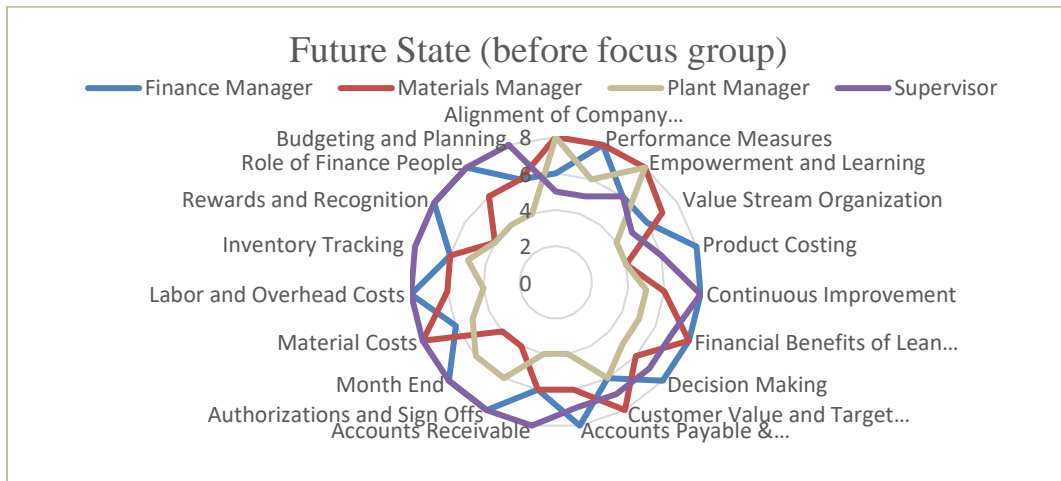 Future State (before focus group)
Finance Manager Materials Manager Plant Manager Supervisor
Alignment of Company...
Budgeting and Planning 8 Performance Measures
Role of Finance People 6 Empowerment and Learning
Rewards and Recognition 4 Value Stream Organization
Inventory Tracking 2 Product Costing
Labor and Overhead Costs 0 Continuous Improvement
Material Costs Financial Benefits of Lean...
Month End Decision Making
Authorizations and Sign Offs Customer Value and Target...
Accounts Receivable Accounts Payable &...